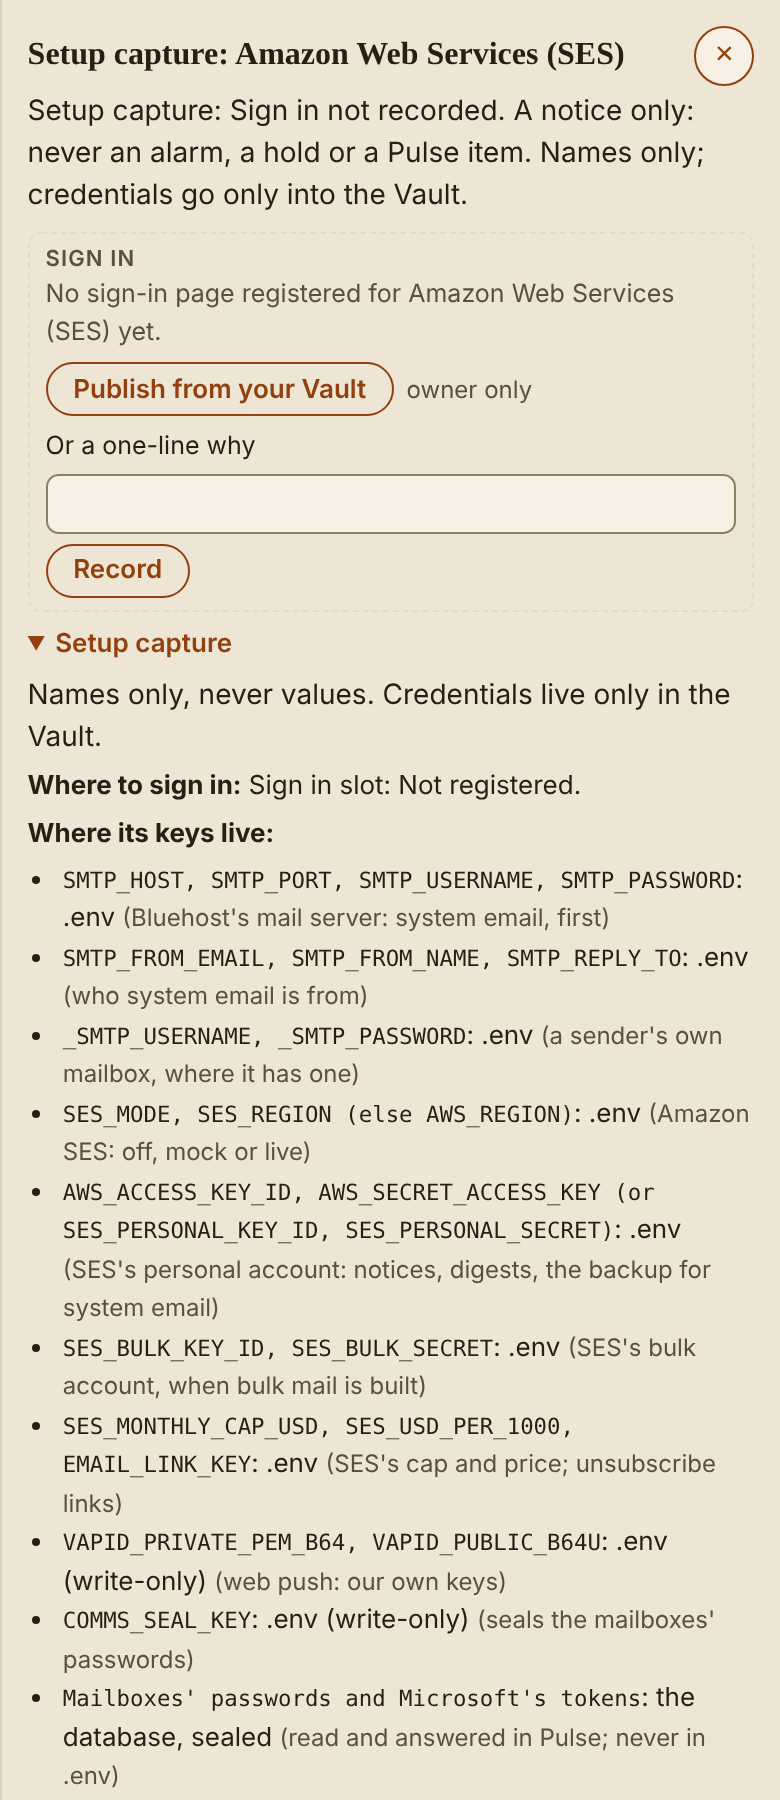 Setup capture: Amazon Web Services (SES)
×
Setup capture: Sign in not recorded. A notice only:
never an alarm, a hold or a Pulse item. Names only;
credentials go only into the Vault.
SIGN IN
No sign-in page registered for Amazon Web Services
(SES) yet.
Publish from your Vault owner only
Or a one-line why
Record
▼ Setup capture
Names only, never values. Credentials live only in the
Vault.
Where to sign in: Sign in slot: Not registered.
Where its keys live:
• SMTP_HOST, SMTP_PORT, SMTP_USERNAME, SMTP_PASSWORD:
.env (Bluehost's mail server: system email, first)
• SMTP_FROM_EMAIL, SMTP_FROM_NAME, SMTP_REPLY_TO: .env
(who system email is from)
• _SMTP_USERNAME, _SMTP_PASSWORD: .env (a sender's own
mailbox, where it has one)
• SES_MODE, SES_REGION (else AWS_REGION): .env (Amazon
SES: off, mock or live)
• AWS_ACCESS_KEY_ID, AWS_SECRET_ACCESS_KEY (or
SES_PERSONAL_KEY_ID, SES_PERSONAL_SECRET): .env
(SES's personal account: notices, digests, the backup for
system email)
• SES_BULK_KEY_ID, SES_BULK_SECRET: .env (SES's bulk
account, when bulk mail is built)
• SES_MONTHLY_CAP_USD, SES_USD_PER_1000,
EMAIL_LINK_KEY: .env (SES's cap and price; unsubscribe
links)
• VAPID_PRIVATE_PEM_B64, VAPID_PUBLIC_B64U: .env
(write-only) (web push: our own keys)
• COMMS_SEAL_KEY: .env (write-only) (seals the mailboxes'
passwords)
• Mailboxes' passwords and Microsoft's tokens: the
database, sealed (read and answered in Pulse; never in
.env)